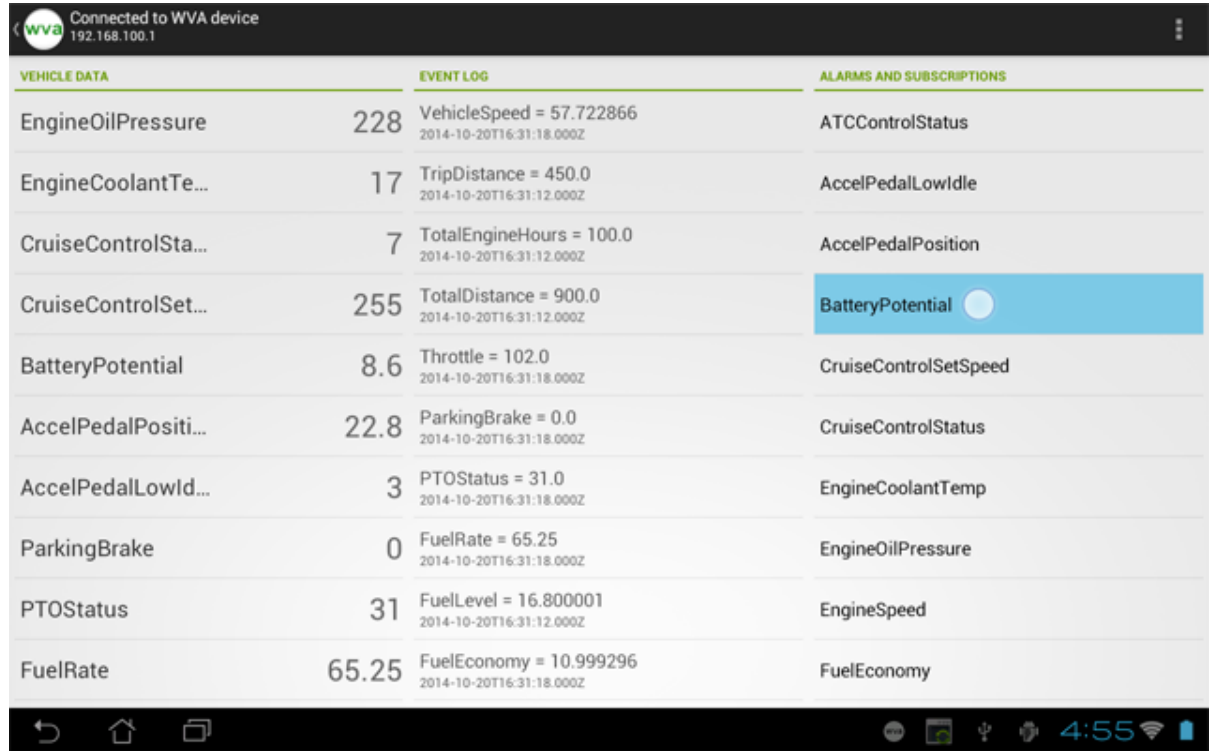 wva
Connected to WVA device
192.168.100.1
VEHICLE DATA
EngineOilPressure 228
EngineCoolantTe... 17
CruiseControlSta... 7
CruiseControlSet... 255
BatteryPotential 8.6
AccelPedalPositi... 22.8
AccelPedalLowId... 3
ParkingBrake 0
PTOStatus 31
FuelRate 65.25
EVENT LOG
VehicleSpeed = 57.722866
2014-10-20T16:31:18.000Z
TripDistance = 450.0
2014-10-20T16:31:12.000Z
TotalEngineHours = 100.0
2014-10-20T16:31:12.000Z
TotalDistance = 900.0
2014-10-20T16:31:12.000Z
Throttle = 102.0
2014-10-20T16:31:18.000Z
ParkingBrake = 0.0
2014-10-20T16:31:18.000Z
PTOStatus = 31.0
2014-10-20T16:31:18.000Z
FuelRate = 65.25
2014-10-20T16:31:18.000Z
FuelLevel = 16.800001
2014-10-20T16:31:12.000Z
FuelEconomy = 10.999296
2014-10-20T16:31:18.000Z
ALARMS AND SUBSCRIPTIONS
ATCControlStatus
AccelPedalLowIdle
AccelPedalPosition
BatteryPotential
CruiseControlSetSpeed
CruiseControlStatus
EngineCoolantTemp
EngineOilPressure
EngineSpeed
FuelEconomy
wva
4:55